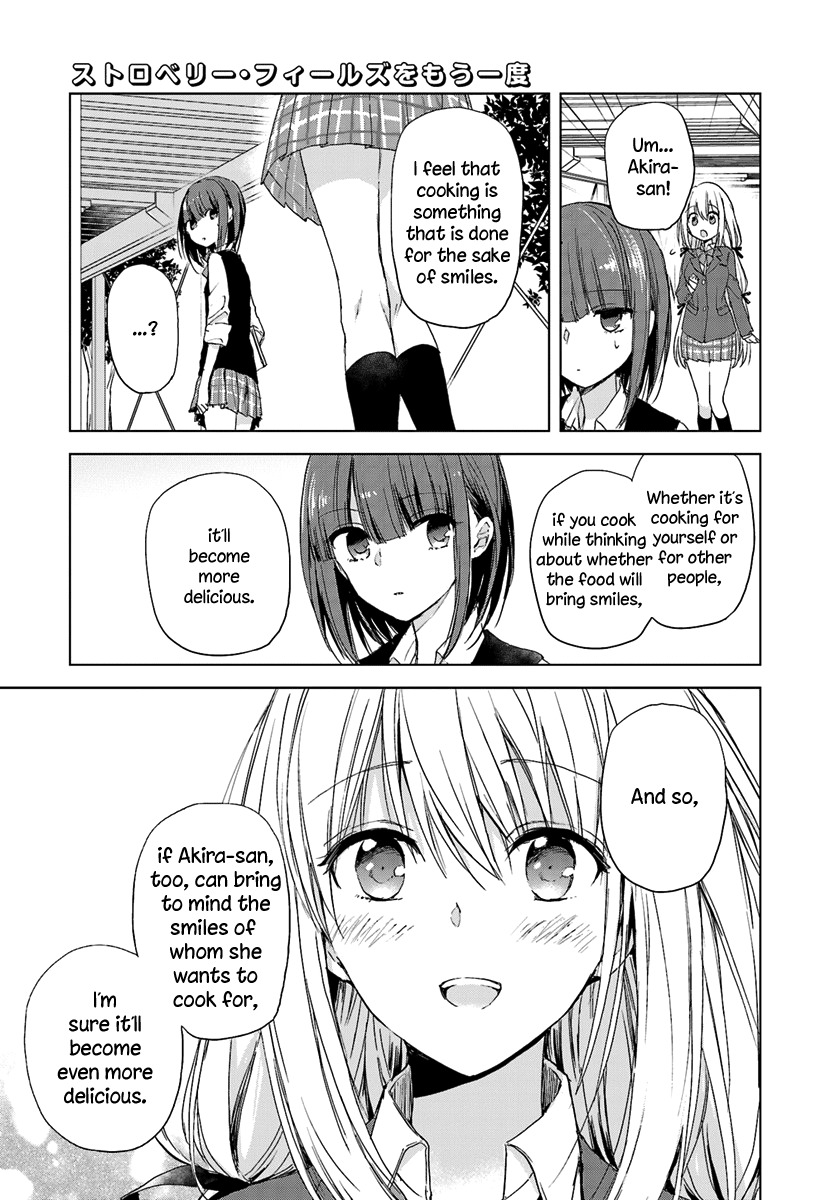 ストロベリー・フィールズをもう一度
Um...
Akira-
san!
I feel that
cooking is
something
that is done
for the sake
of smiles.
...?
Whether it's
cooking for
yourself or
for other
people,
if you cook
while thinking
about whether
the food will
bring smiles,
it'll
become
more
delicious.
And so,
if Akira-san,
too, can bring
to mind the
smiles of
whom she
wants to
cook for,
I'm
sure it'll
become
even more
delicious.